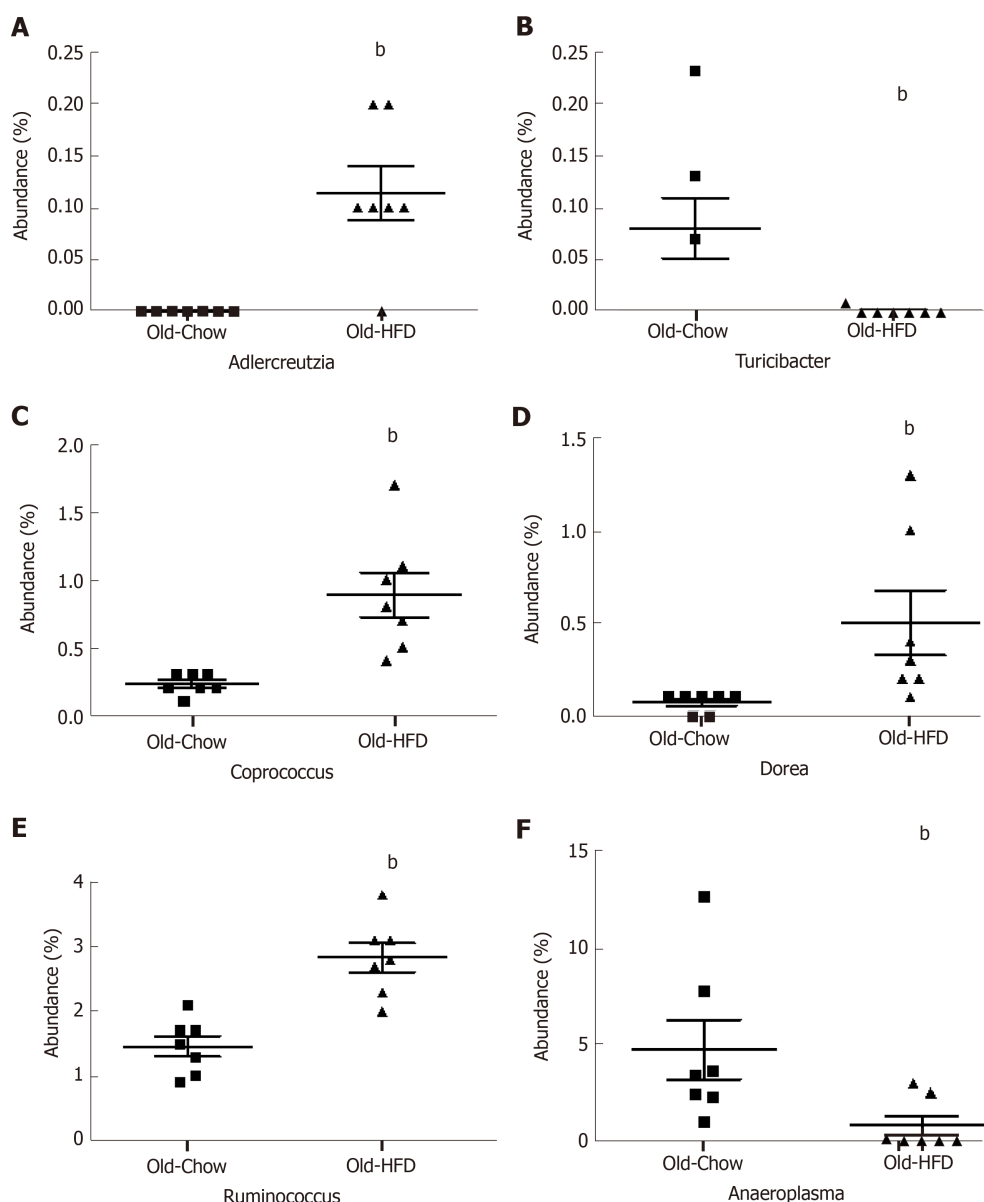 A
b
0.25
0.20
0.15
0.10
0.05
0.00
Abundance (%)
Old-Chow
Old-HFD
Adlercreutzia
B
b
0.25
0.20
0.15
0.10
0.05
0.00
Abundance (%)
Old-Chow
Old-HFD
Turicibacter
C
b
2.0
1.5
1.0
0.5
0.0
Abundance (%)
Old-Chow
Old-HFD
Coprococcus
D
b
1.5
1.0
0.5
0.0
Abundance (%)
Old-Chow
Old-HFD
Dorea
E
b
4
3
2
1
0
Abundance (%)
Old-Chow
Old-HFD
Ruminococcus
F
b
15
10
5
0
Abundance (%)
Old-Chow
Old-HFD
Anaeroplasma